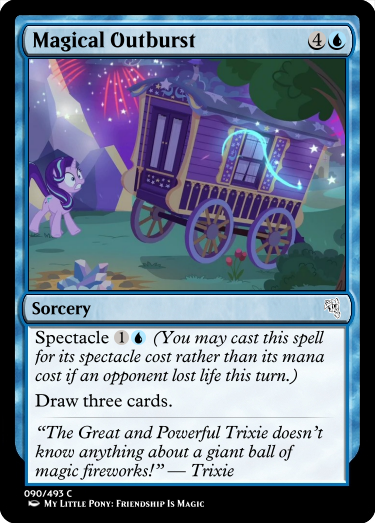 Magical Outburst 4
Sorcery
Spectacle 1 (You may cast this spell
for its spectacle cost rather than its mana
cost if an opponent lost life this turn.)
Draw three cards.
“The Great and Powerful Trixie doesn’t
know anything about a giant ball of
magic fireworks!” — Trixie
090/493 C
My Little Pony: Friendship Is Magic